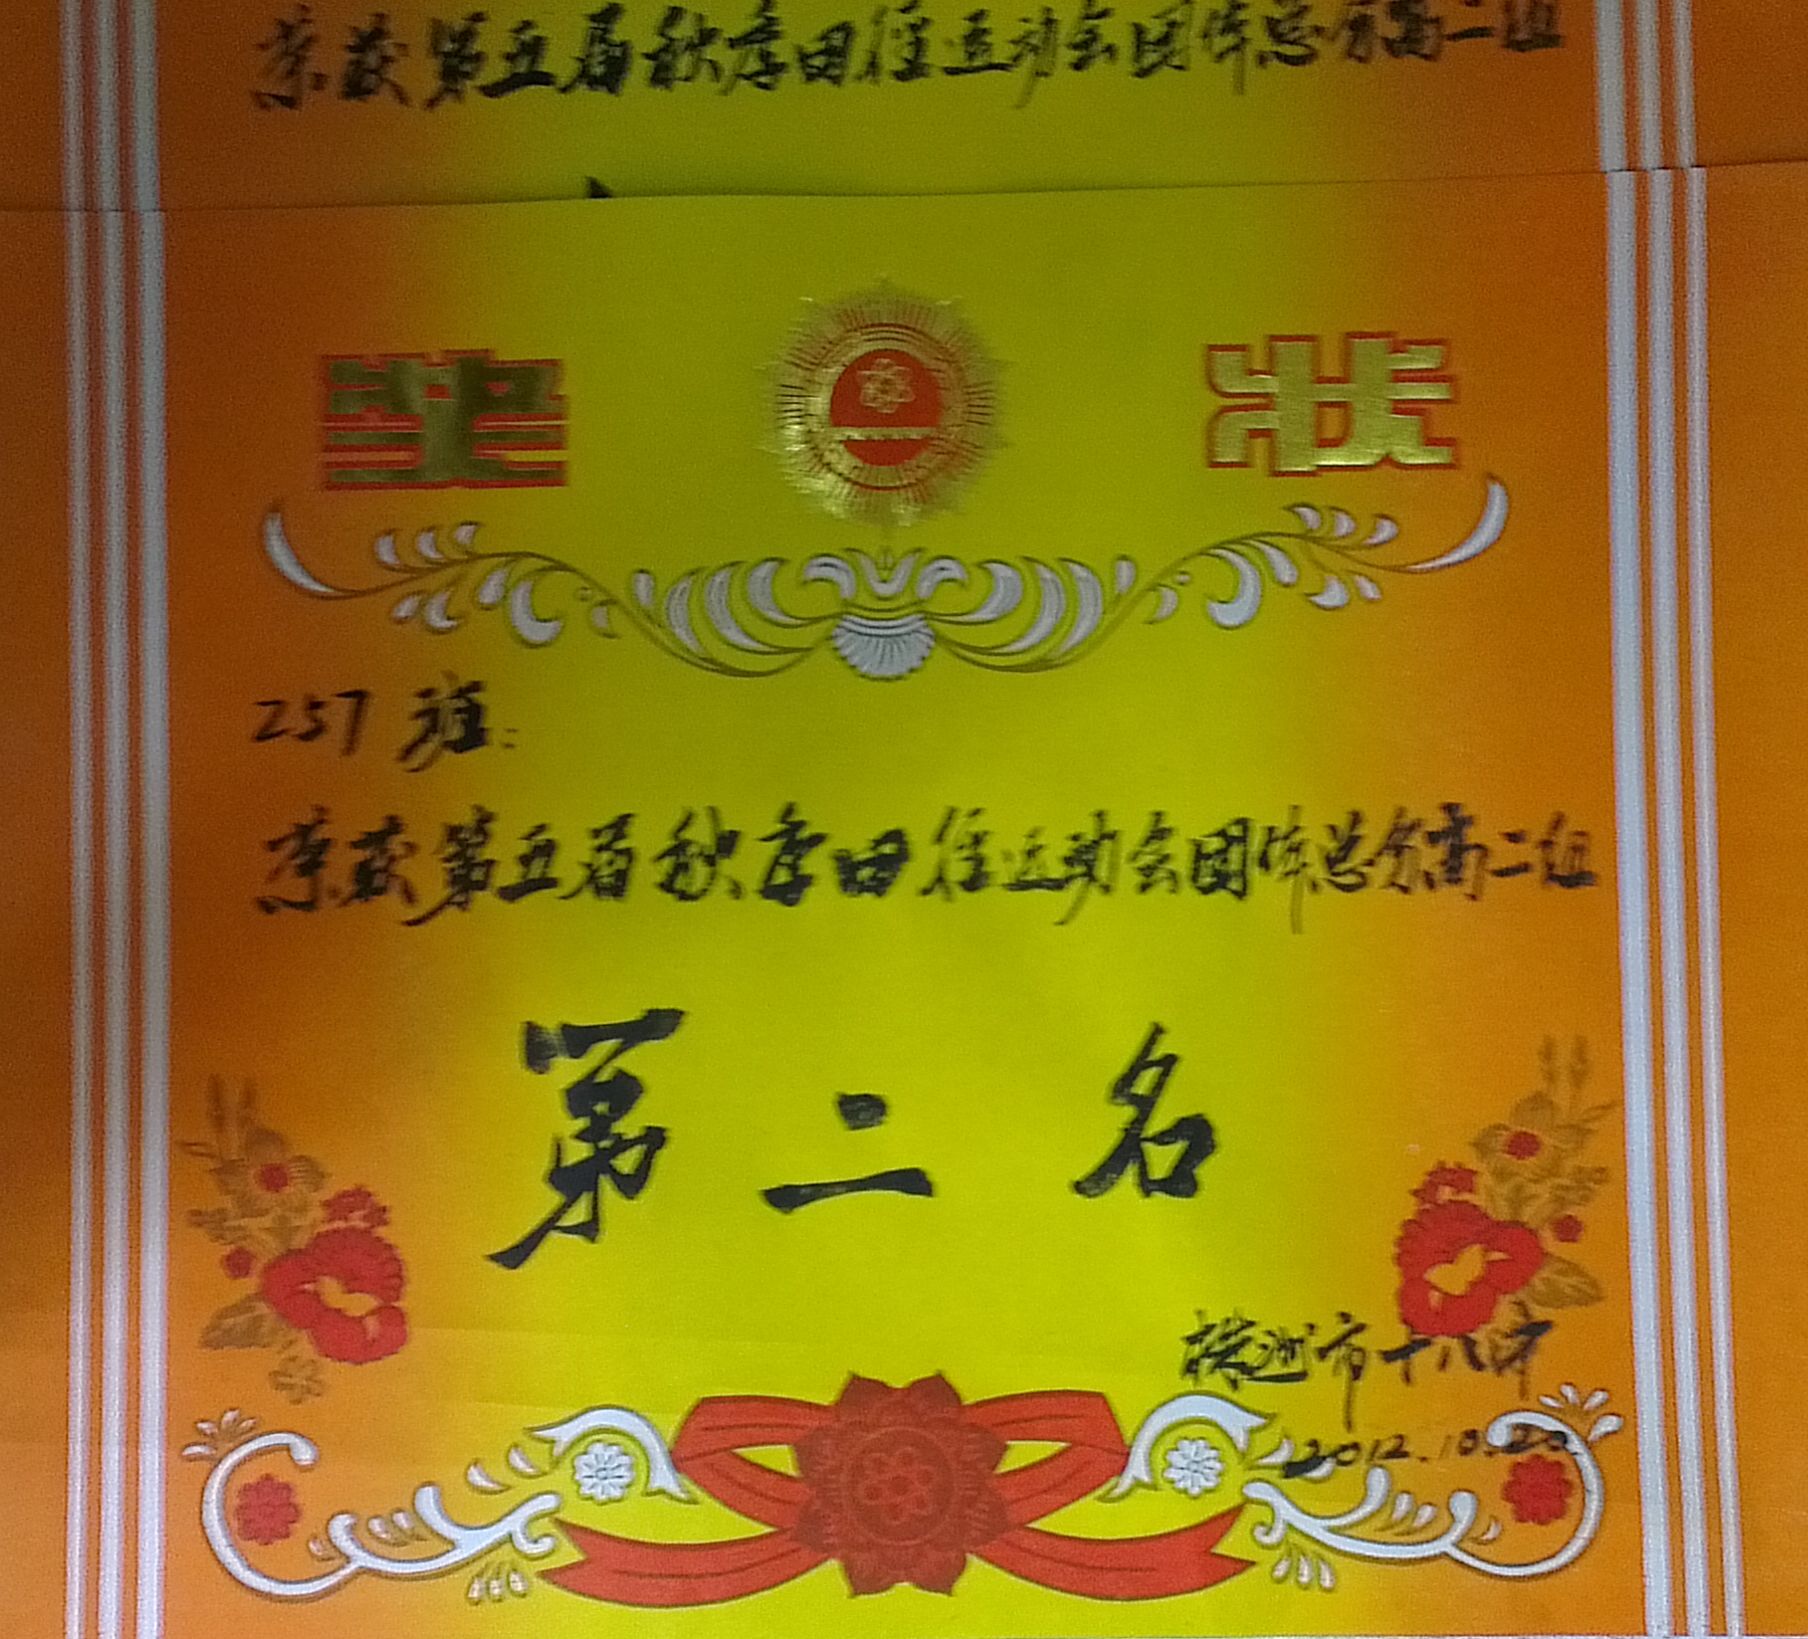 荣获第五届秋季田径运动会团体总分高二组
奖状
257班:
荣获第五届秋季田径运动会团体总分高二组
第二名
株洲市十八中
2012.10.20